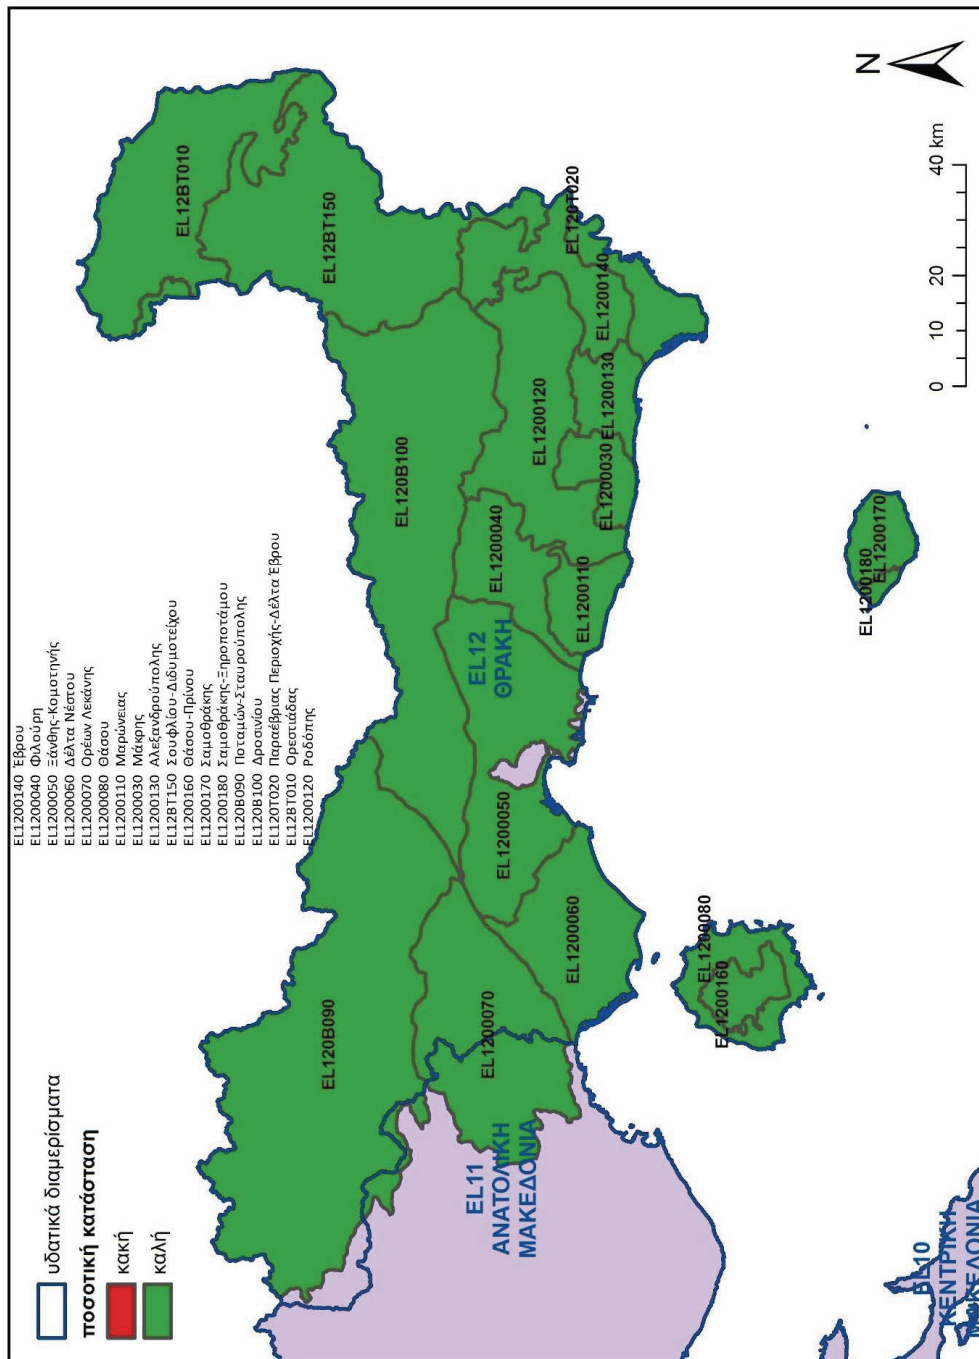 υδατικά διαμερίσματα
ποσοτική κατάσταση
κακή
καλή
EL1200140 Έβρου
EL1200040 Φιλιούρη
EL1200050 Ξάνθης-Κομοτηνής
EL1200060 Δέλτα Νέστου
EL1200070 Ορέων Λεκάνης
EL1200080 Θάσου
EL1200110 Μαρώνειας
EL1200030 Μάκρης
EL1200130 Αλεξανδρούπολης
EL12BT150 Σουφλίου-Διδυμοτείχου
EL1200160 Θάσου-Πρίνου
EL1200170 Σαμοθράκης
EL1200180 Σαμοθράκης-Ξηροποτάμου
EL120B090 Ποταμών-Σταυρούπολης
EL120B100 Δροσινίου
EL120T020 Παραέβριας Περιοχής-Δέλτα Έβρου
EL12BT010 Ορεστιάδας
EL1200120 Ροδόπης
N
EL12BT010
EL12BT150
EL120B090
EL120B100
EL120T020
EL1200140
EL1200130
EL1200120
EL1200030
EL1200040
EL1200110
EL12
ΘΡΑΚΗ
EL1200050
EL1200060
EL1200070
EL11
ΑΝΑΤΟΛΙΚΗ
ΜΑΚΕΔΟΝΙΑ
EL1200080
EL1200160
EL1200180
EL1200170
EL10
ΚΕΝΤΡΙΚΗ
ΜΑΚΕΔΟΝΙΑ
0 10 20 40 km